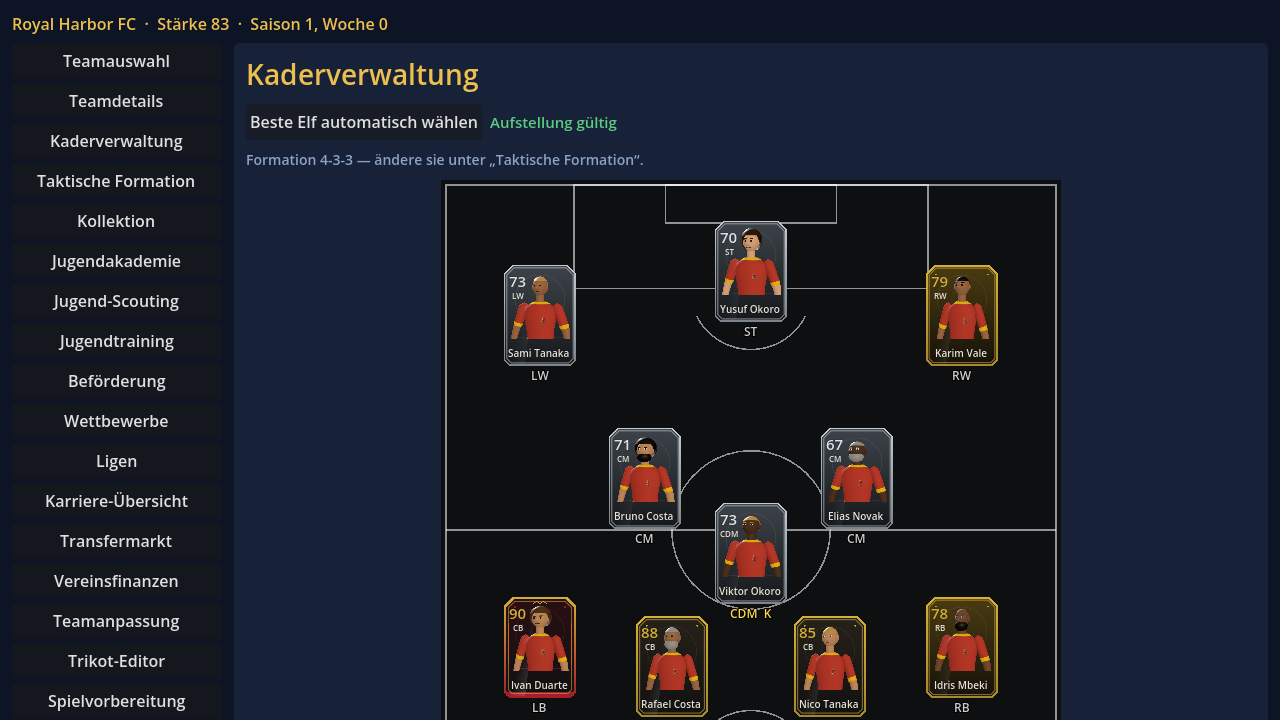 Royal Harbor FC · Stärke 83 · Saison 1, Woche 0
Teamauswahl
Teamdetails
Kaderverwaltung
Taktische Formation
Kollektion
Jugendakademie
Jugend-Scouting
Jugendtraining
Beförderung
Wettbewerbe
Ligen
Karriere-Übersicht
Transfermarkt
Vereinsfinanzen
Teamanpassung
Trikot-Editor
Spielvorbereitung
Kaderverwaltung
Beste Elf automatisch wählen
Aufstellung gültig
Formation 4-3-3 — ändere sie unter „Taktische Formation“.
70
ST
Yusuf Okoro
ST
73
LW
Sami Tanaka
LW
79
RW
Karim Vale
RW
71
CM
Bruno Costa
CM
67
CM
Elias Novak
CM
73
CDM
Viktor Okoro
CDM K
90
CB
Ivan Duarte
LB
88
CB
Rafael Costa
85
CB
Nico Tanaka
78
RB
Idris Mbeki
RB